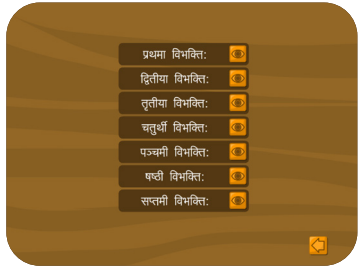 प्रथमा विभक्ति:
द्वितीया विभक्ति:
तृतीया विभक्ति:
चतुर्थी विभक्ति:
पञ्चमी विभक्ति:
षष्ठी विभक्ति:
सप्तमी विभक्ति: